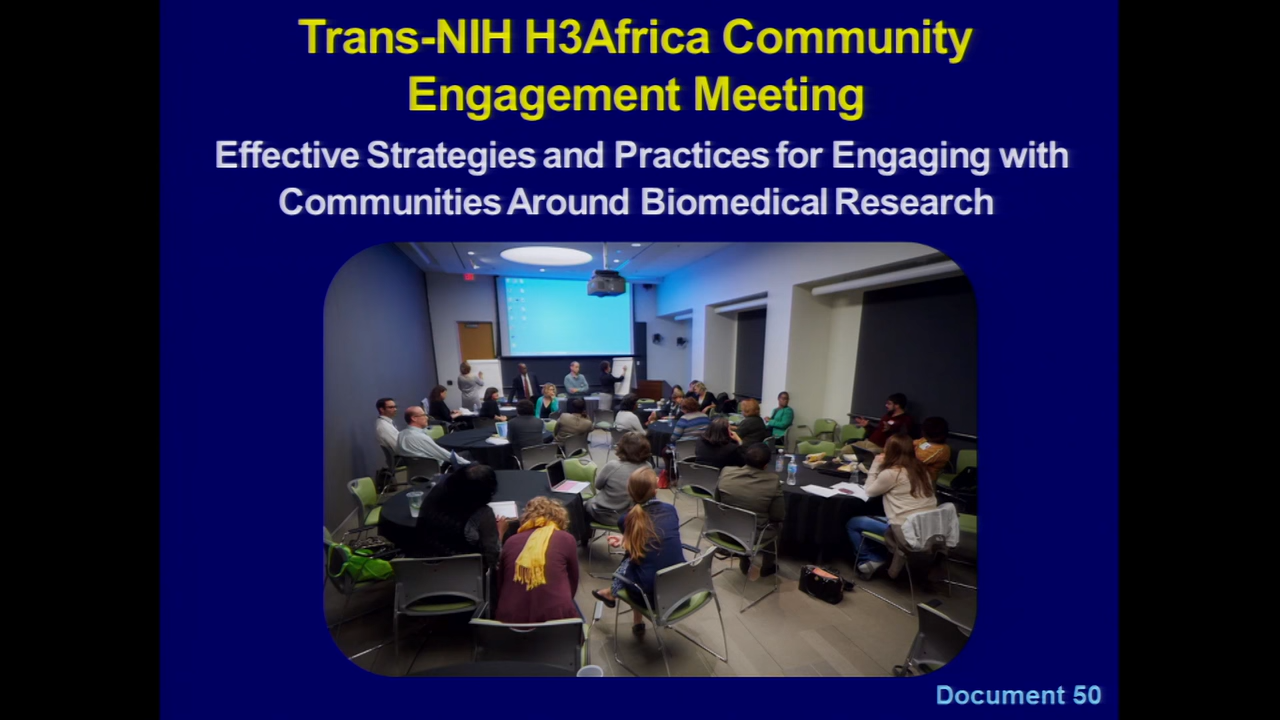 Trans-NIH H3Africa Community
Engagement Meeting
Effective Strategies and Practices for Engaging with
Communities Around Biomedical Research
Document 50